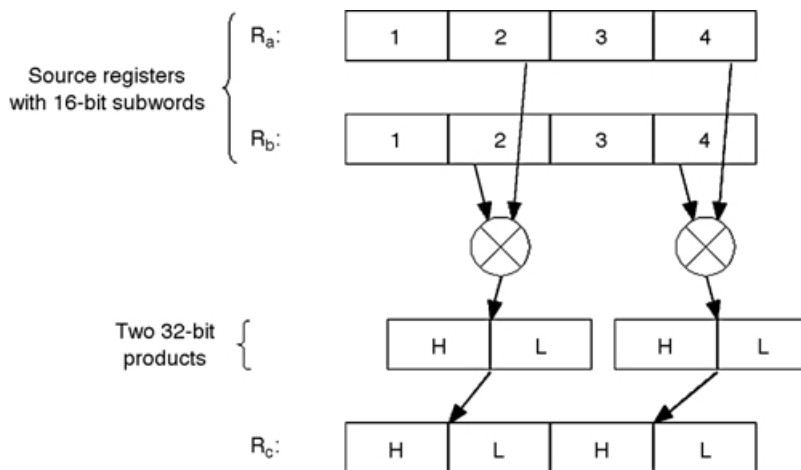 Ra: 1 2 3 4
Source registers
with 16-bit subwords
Rb: 1 2 3 4
Two 32-bit
products
H L H L
Rc: H L H L